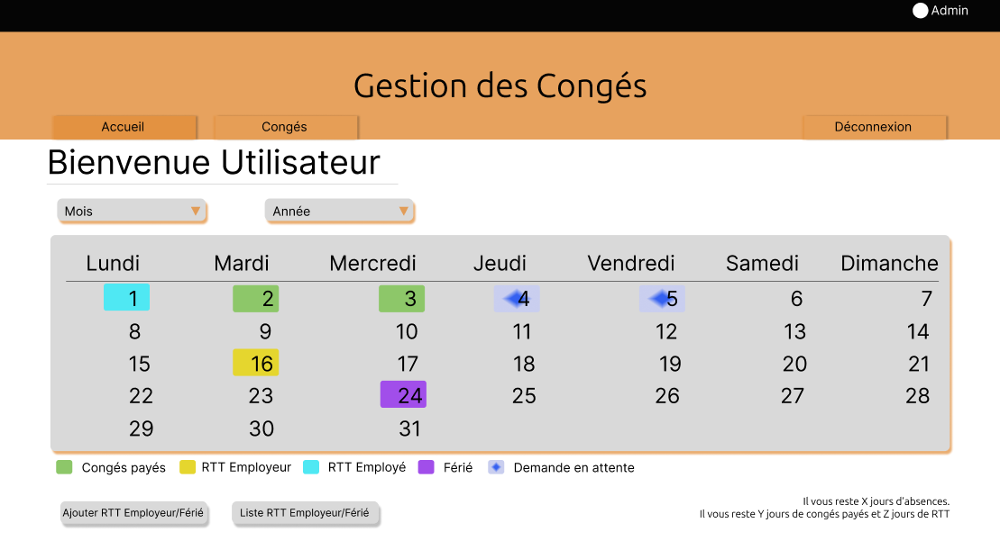 Admin
Gestion des Congés
Accueil Congés Déconnexion
Bienvenue Utilisateur
Mois Année
Lundi Mardi Mercredi Jeudi Vendredi Samedi Dimanche
1 2 3 4 5 6 7
8 9 10 11 12 13 14
15 16 17 18 19 20 21
22 23 24 25 26 27 28
29 30 31
Congés payés RTT Employeur RTT Employé Férié Demande en attente
Il vous reste X jours d'absences.
Ajouter RTT Employeur/Férié Liste RTT Employeur/Férié Il vous reste Y jours de congés payés et Z jours de RTT